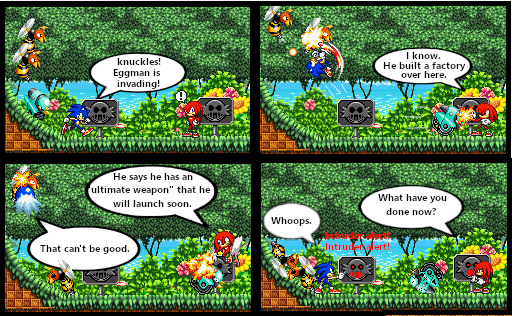 knuckles!
Eggman is
invading!
!
I know.
He built a factory
over here.
He says he has an
ultimate weapon" that he
will launch soon.
That can't be good.
What have you
done now?
Whoops.
Intruder alert!
Intruder alert!